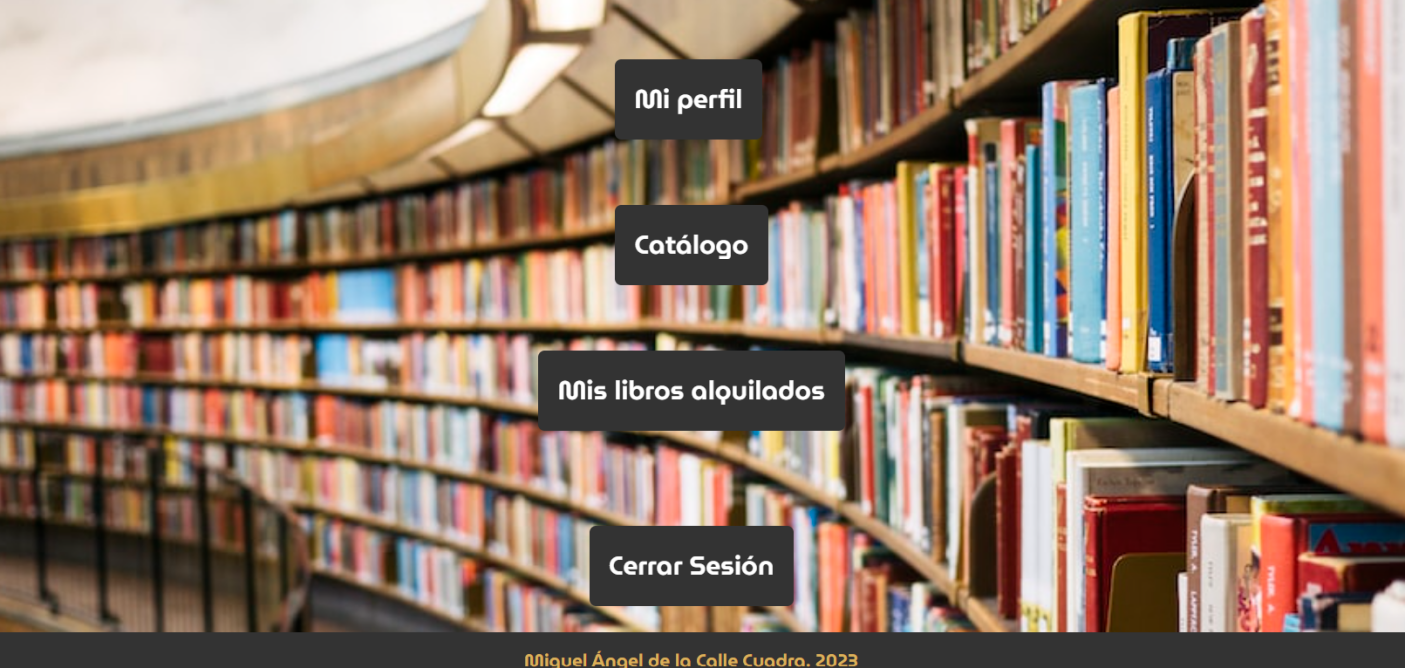 Mi perfil
Catálogo
Mis libros alquilados
Cerrar Sesión
Miguel Ángel de la Calle Cuadra. 2023